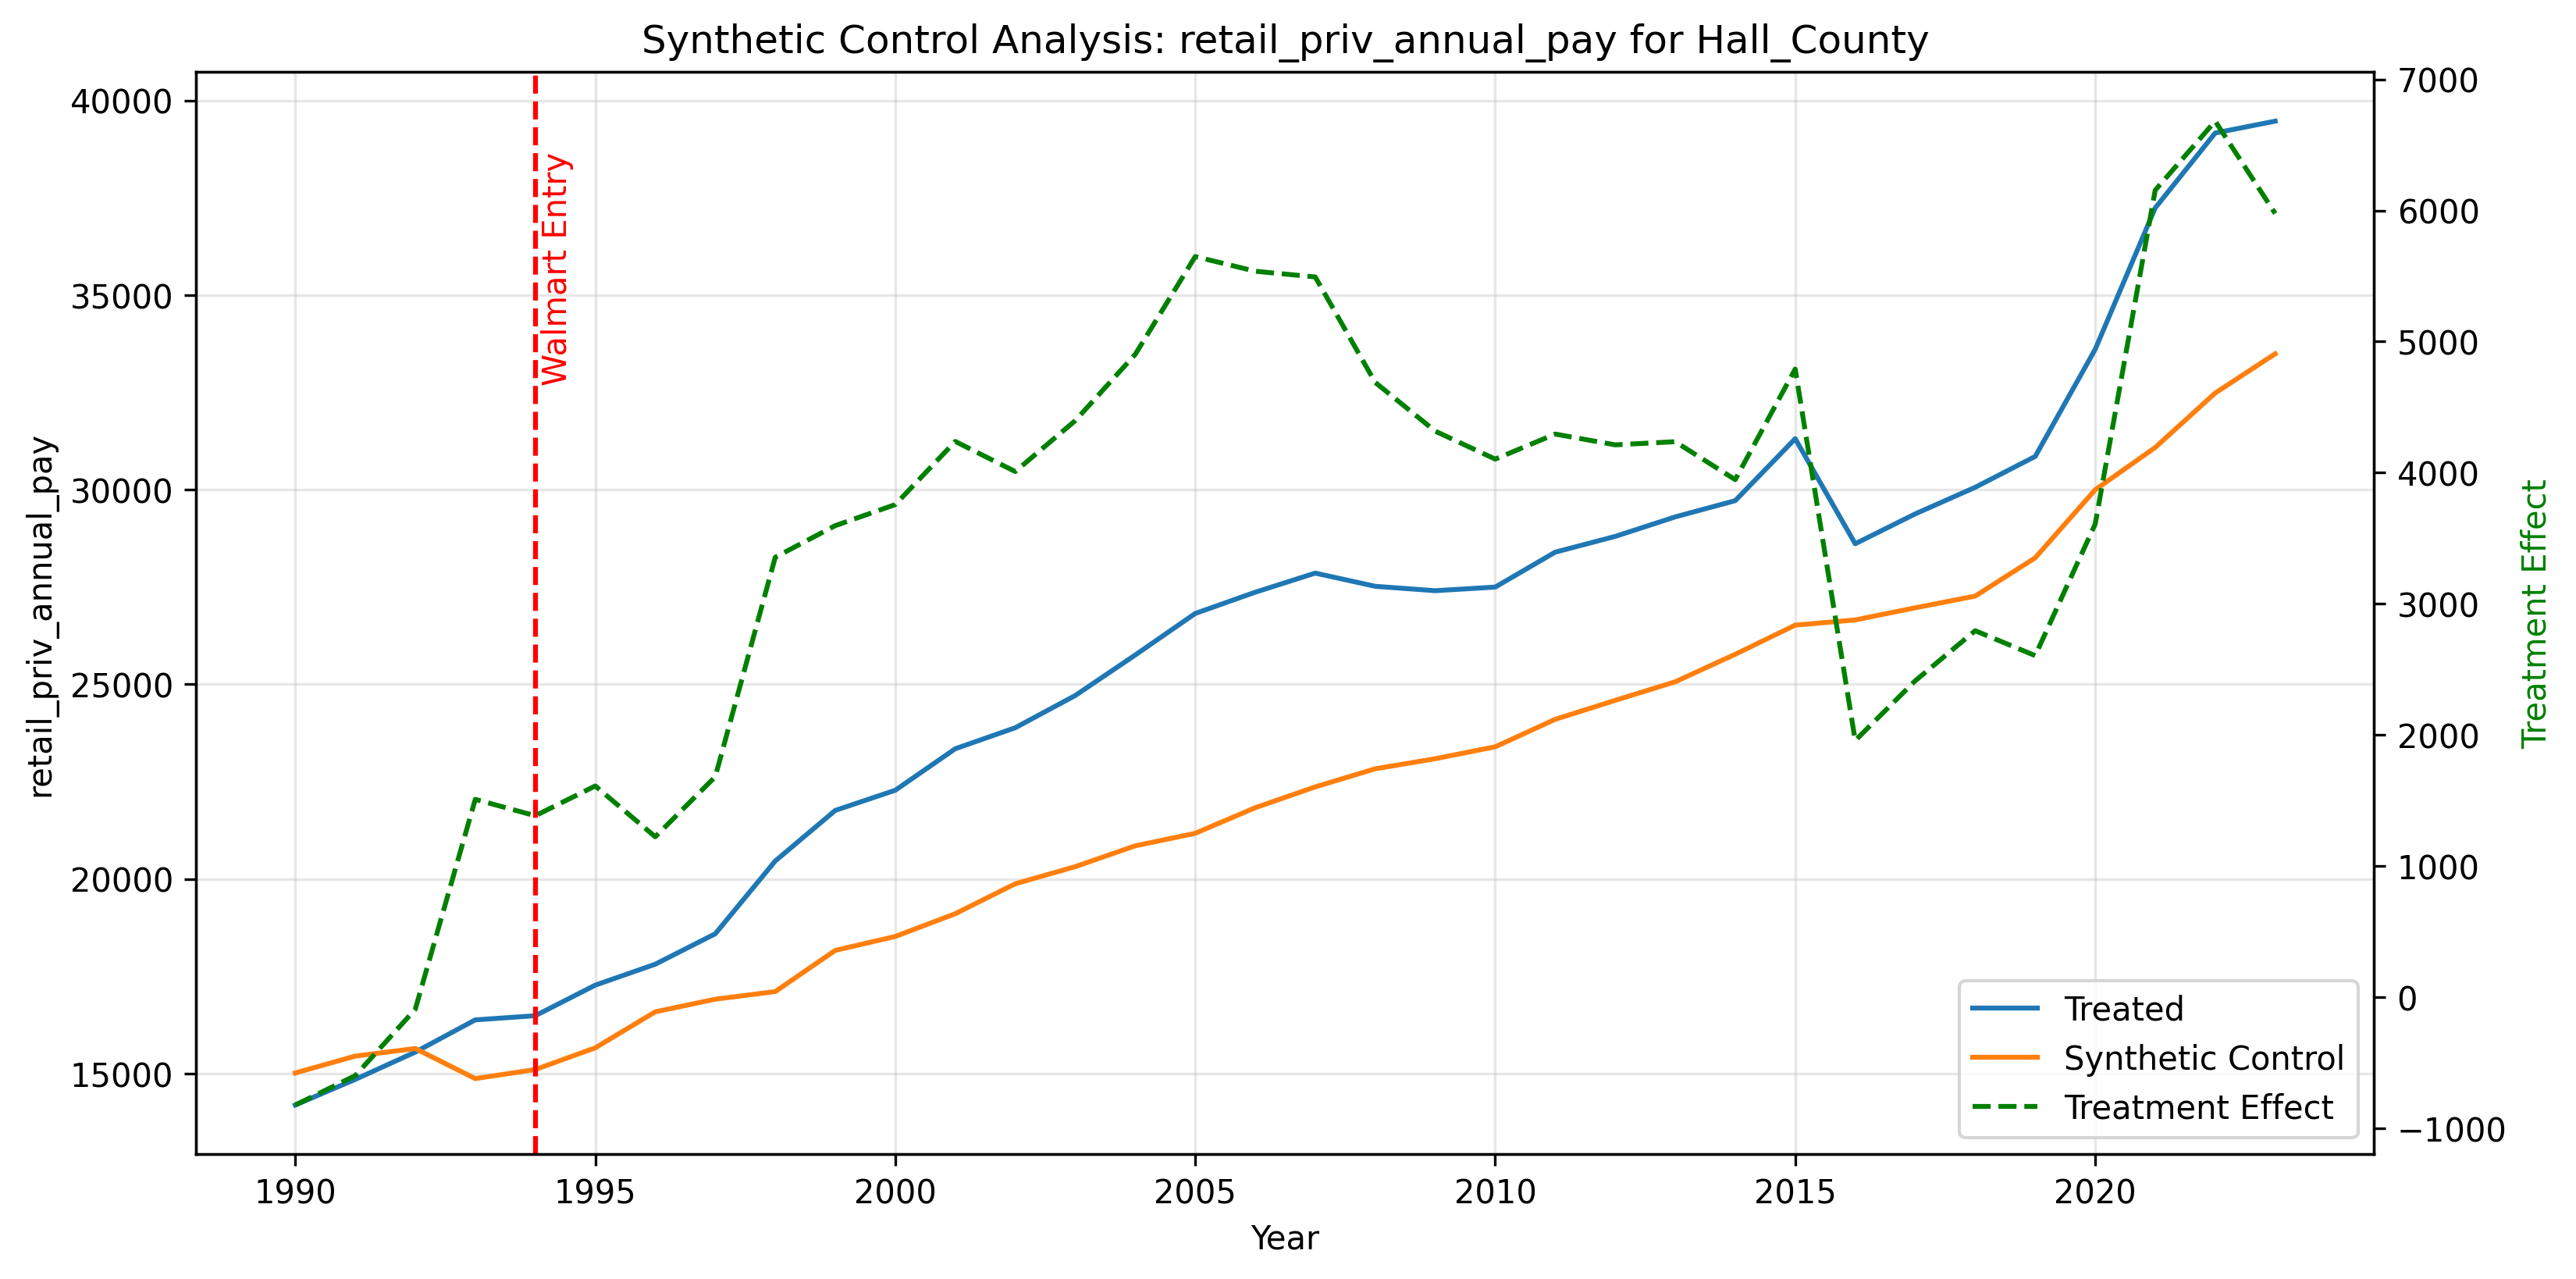 Synthetic Control Analysis: retail_priv_annual_pay for Hall_County
retail_priv_annual_pay
40000
35000
30000
25000
20000
15000
Walmart Entry
7000
6000
5000
4000
3000
2000
1000
0
−1000
Treatment Effect
Treated
Synthetic Control
Treatment Effect
1990
1995
2000
2005
2010
2015
2020
Year